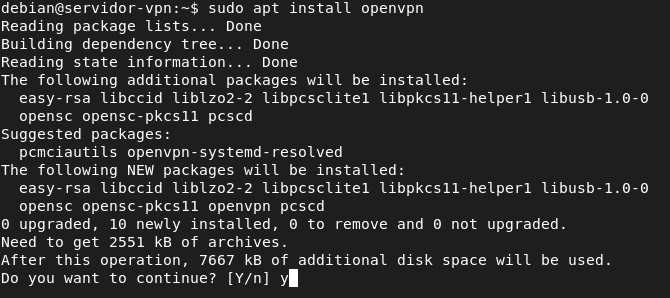 debian@servidor-vpn:~$ sudo apt install openvpn
Reading package lists... Done
Building dependency tree... Done
Reading state information... Done
The following additional packages will be installed:
  easy-rsa libccid liblzo2-2 libpcsclite1 libpkcs11-helper1 libusb-1.0-0
  opensc opensc-pkcs11 pcscd
Suggested packages:
  pcmciautils openvpn-systemd-resolved
The following NEW packages will be installed:
  easy-rsa libccid liblzo2-2 libpcsclite1 libpkcs11-helper1 libusb-1.0-0
  opensc opensc-pkcs11 openvpn pcscd
0 upgraded, 10 newly installed, 0 to remove and 0 not upgraded.
Need to get 2551 kB of archives.
After this operation, 7667 kB of additional disk space will be used.
Do you want to continue? [Y/n] y